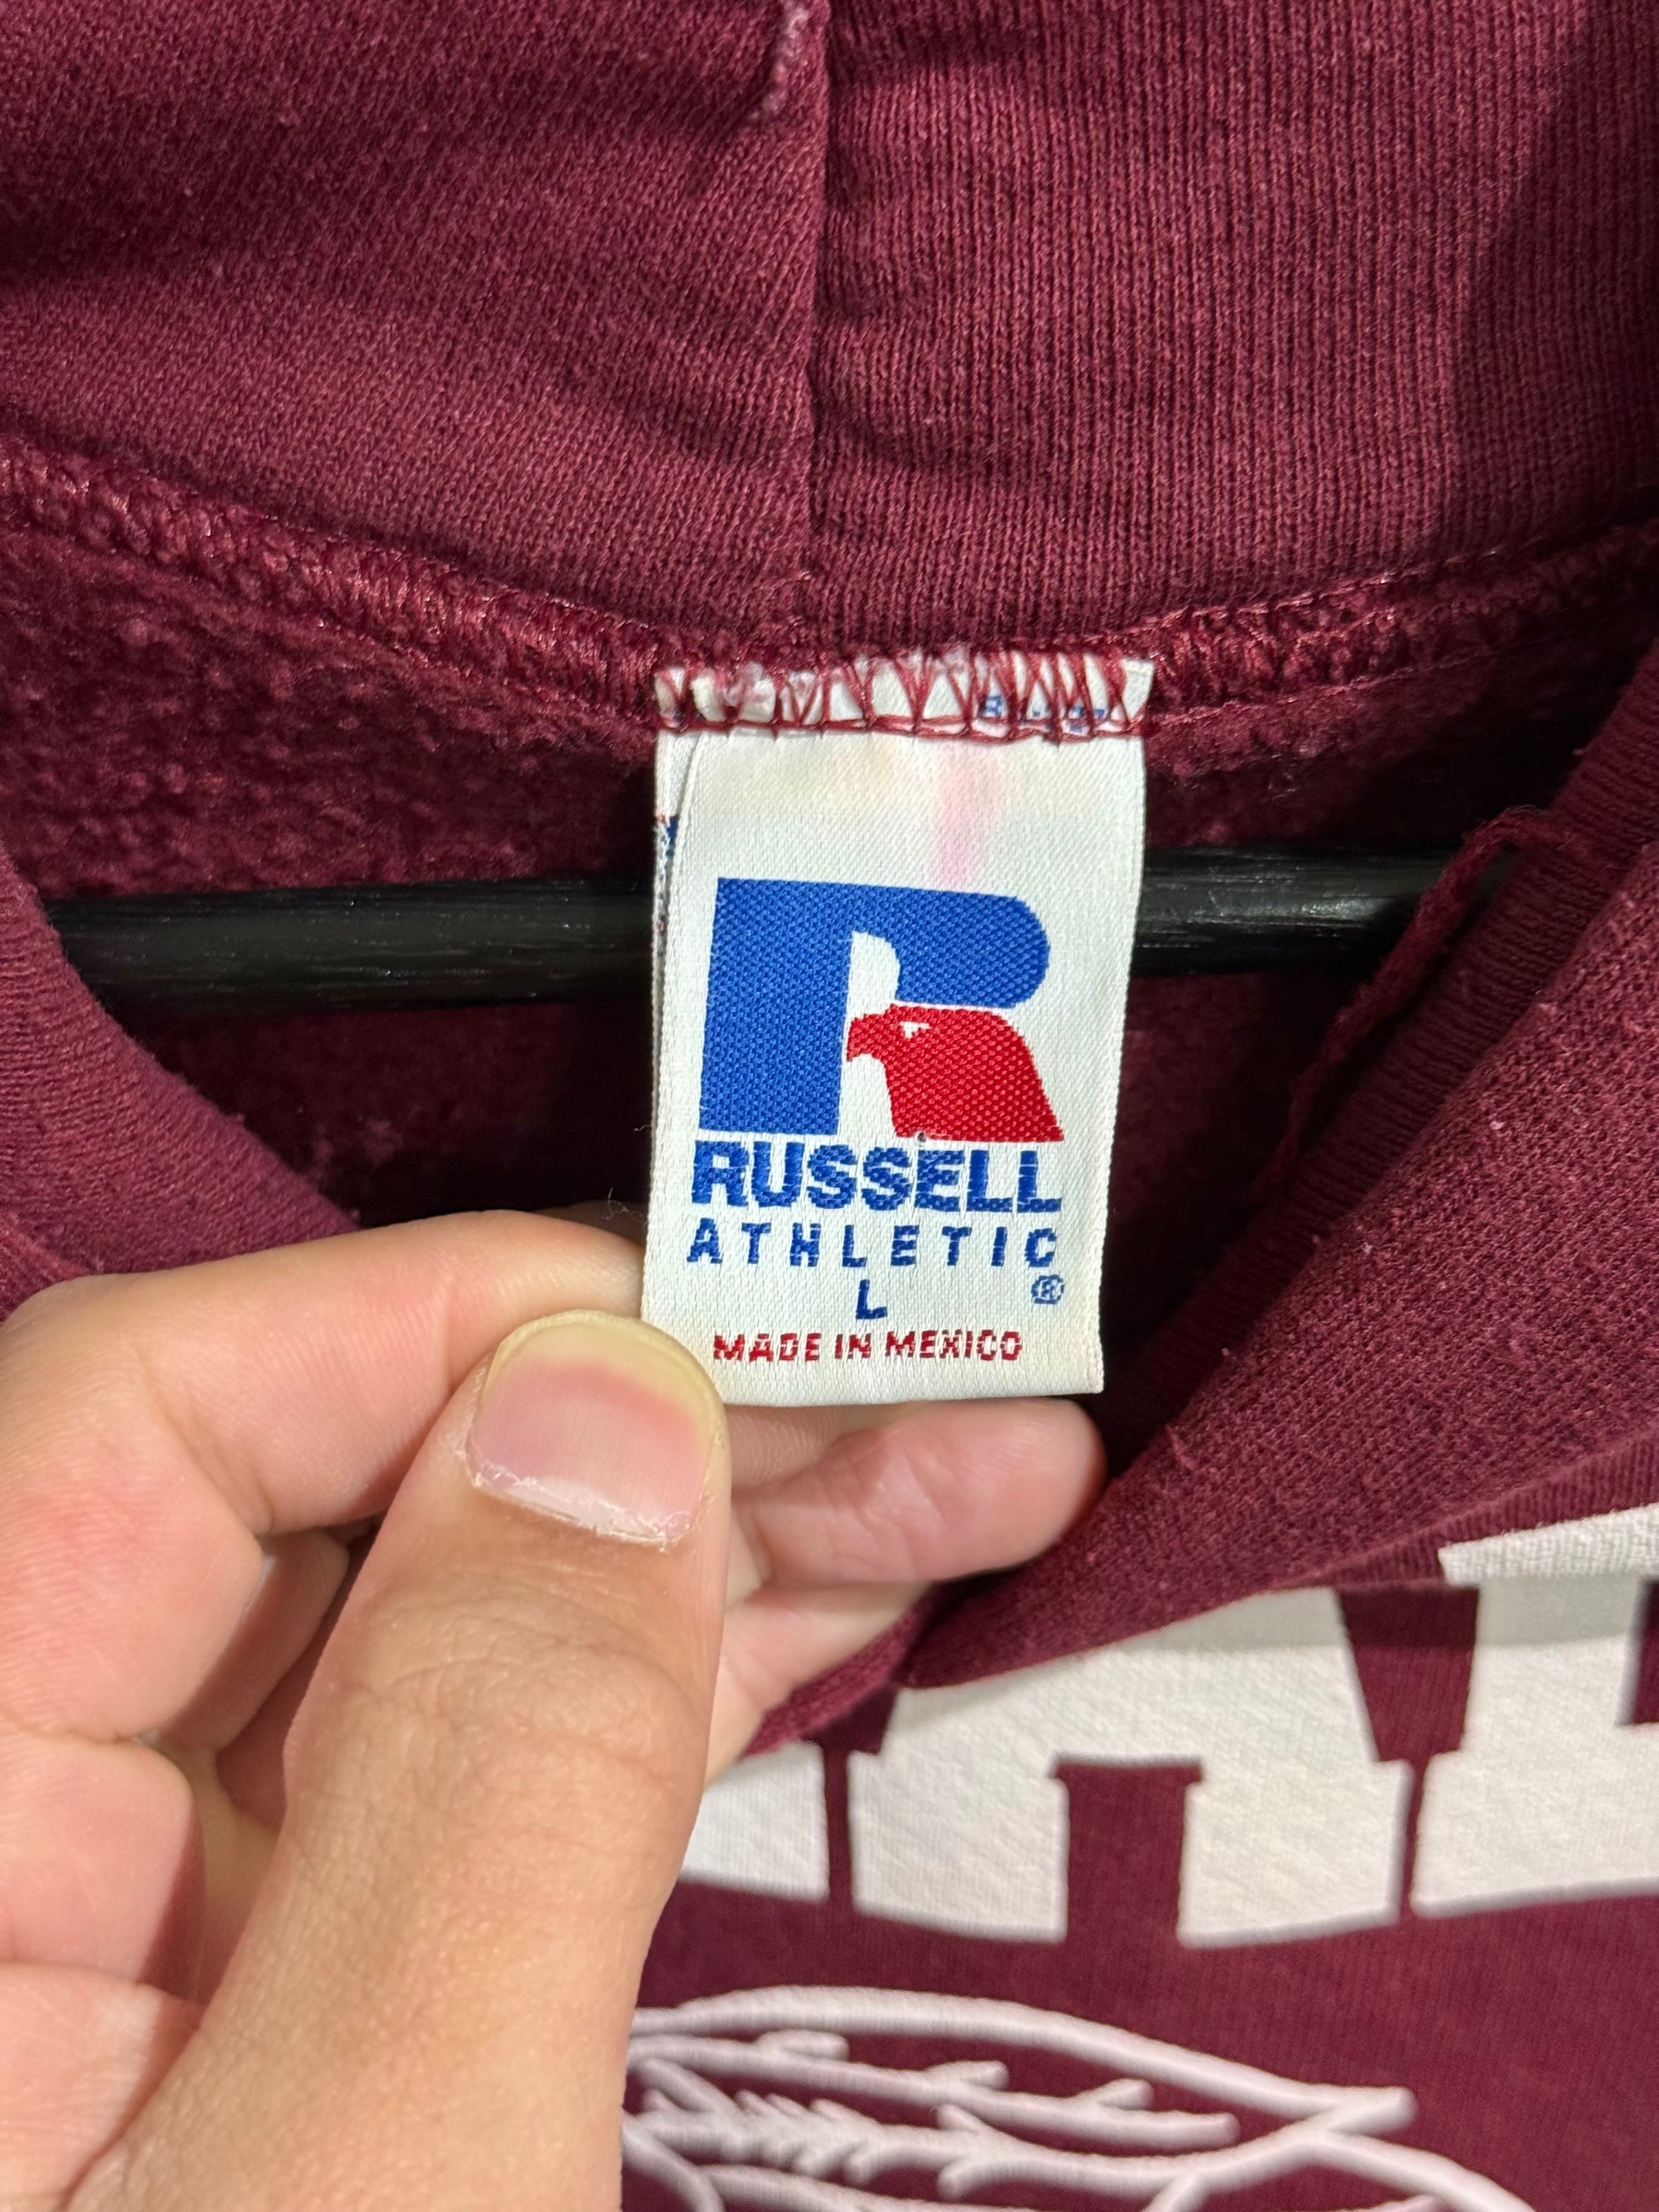 RUSSELL
ATHLETIC
®
L
MADE IN MEXICO